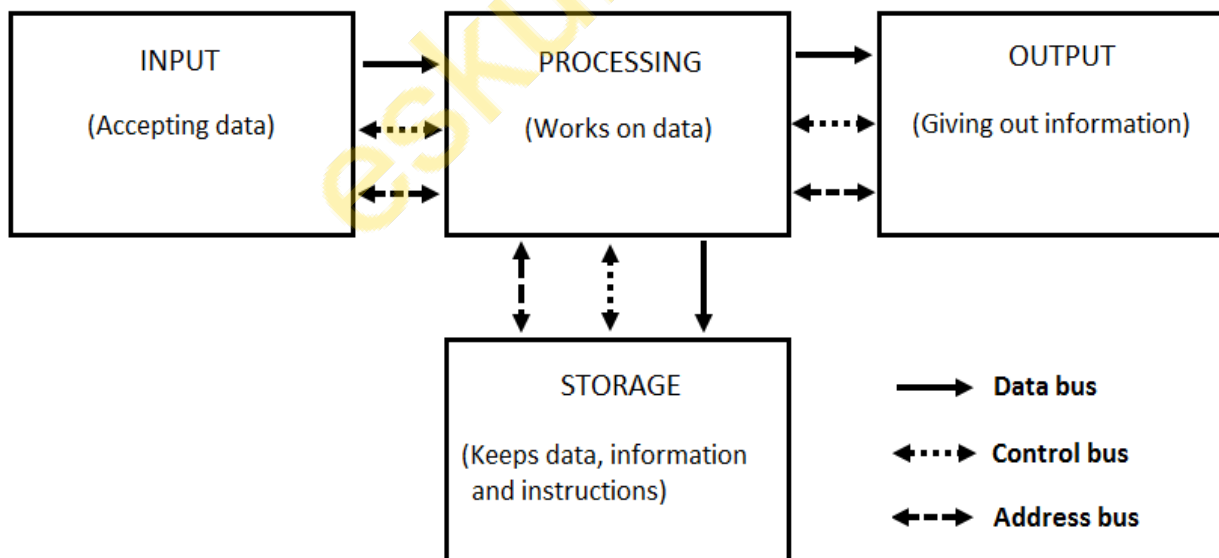 INPUT
(Accepting data)
PROCESSING
(Works on data)
OUTPUT
(Giving out information)
STORAGE
(Keeps data, information
and instructions)
Data bus
Control bus
Address bus